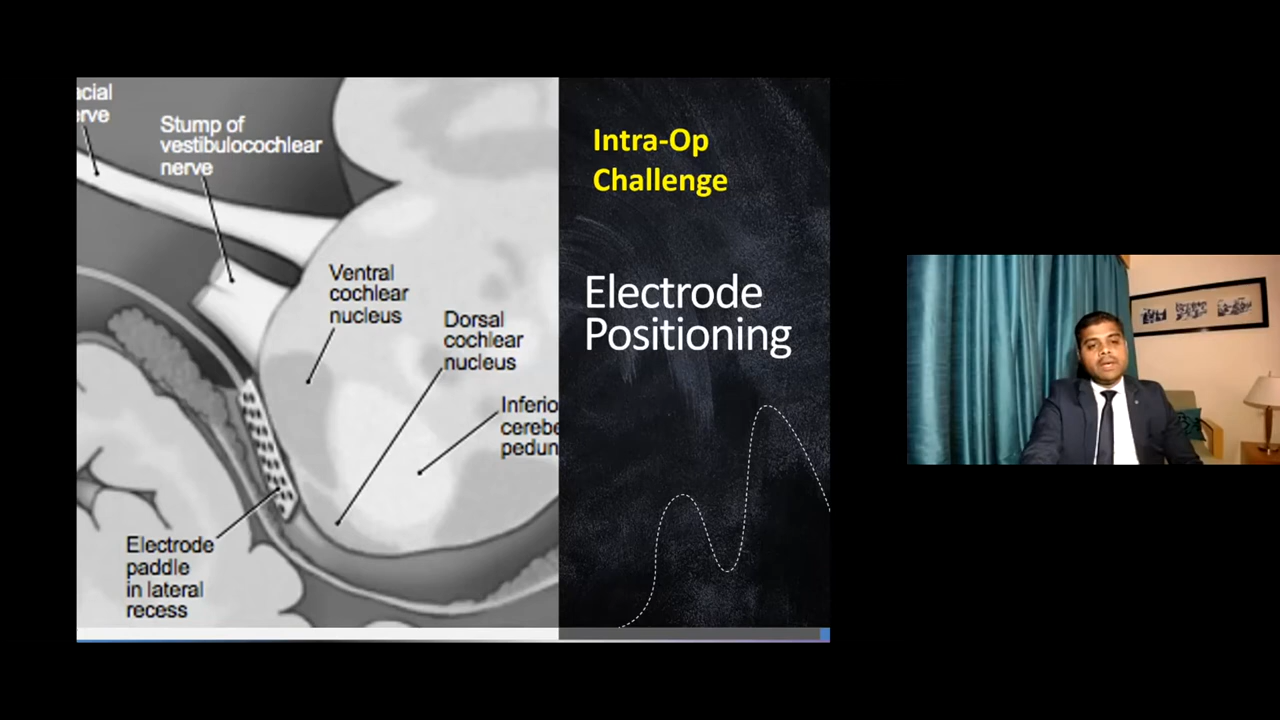 acial
erve
Stump of
vestibulocochlear
nerve
Ventral
cochlear
nucleus
Dorsal
cochlear
nucleus
Inferio
cerebe
pedun
Electrode
paddle
in lateral
recess
Intra-Op
Challenge
Electrode
Positioning